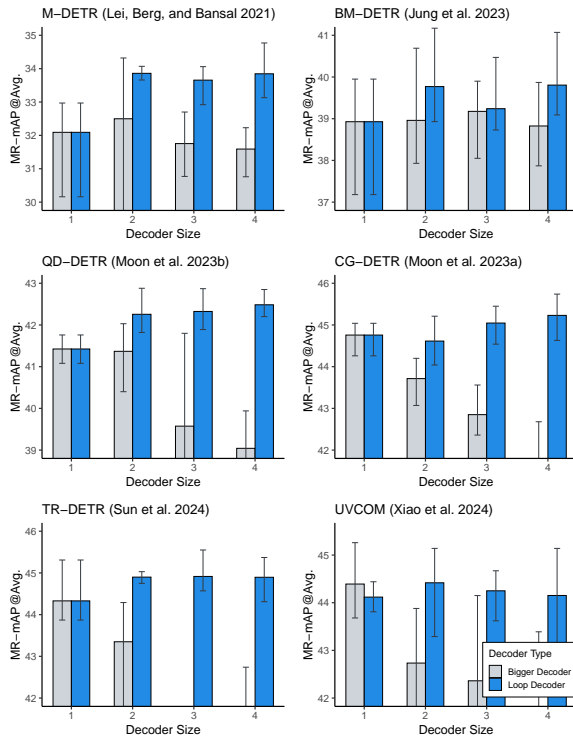 M−DETR (Lei, Berg, and Bansal 2021)
MR−mAP @Avg.
35
34
33
32
31
30
1 2 3 4
Decoder Size
BM−DETR (Jung et al. 2023)
MR−mAP @Avg.
41
40
39
38
37
1 2 3 4
Decoder Size
QD−DETR (Moon et al. 2023b)
MR−mAP @Avg.
43
42
41
40
39
1 2 3 4
Decoder Size
CG−DETR (Moon et al. 2023a)
MR−mAP @Avg.
46
45
44
43
42
1 2 3 4
Decoder Size
TR−DETR (Sun et al. 2024)
MR−mAP @Avg.
46
45
44
43
42
1 2 3 4
Decoder Size
UVCOM (Xiao et al. 2024)
MR−mAP @Avg.
45
44
43
42
1 2 3 4
Decoder Size
Decoder Type
Bigger Decoder
Loop Decoder